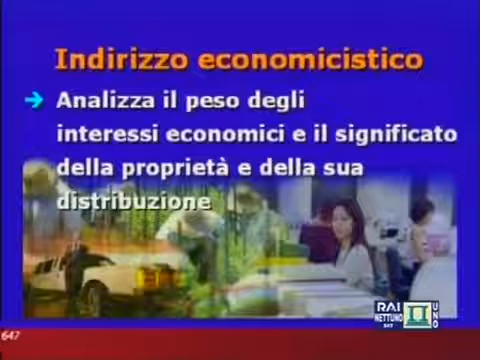 Indirizzo economicistico
Analizza il peso degli
interessi economici e il significato
della proprietà e della sua
distribuzione
RAI
NETTUNO
SAT
UNO
647